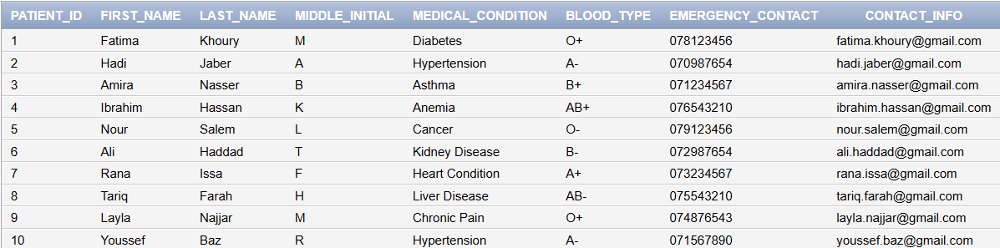 PATIENT_ID FIRST_NAME LAST_NAME MIDDLE_INITIAL MEDICAL_CONDITION BLOOD_TYPE EMERGENCY_CONTACT CONTACT_INFO
1 Fatima Khoury M Diabetes O+ 078123456 fatima.khoury@gmail.com
2 Hadi Jaber A Hypertension A- 070987654 hadi.jaber@gmail.com
3 Amira Nasser B Asthma B+ 071234567 amira.nasser@gmail.com
4 Ibrahim Hassan K Anemia AB+ 076543210 ibrahim.hassan@gmail.com
5 Nour Salem L Cancer O- 079123456 nour.salem@gmail.com
6 Ali Haddad T Kidney Disease B- 072987654 ali.haddad@gmail.com
7 Rana Issa F Heart Condition A+ 073234567 rana.issa@gmail.com
8 Tariq Farah H Liver Disease AB- 075543210 tariq.farah@gmail.com
9 Layla Najjar M Chronic Pain O+ 074876543 layla.najjar@gmail.com
10 Youssef Baz R Hypertension A- 071567890 youssef.baz@gmail.com